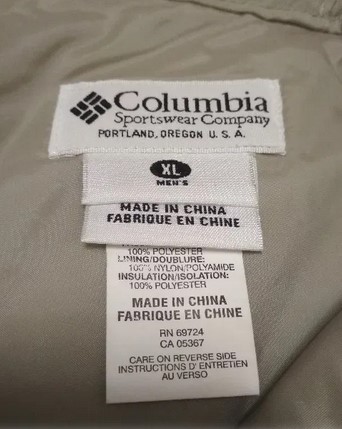 Columbia
Sportswear Company
PORTLAND, OREGON U.S.A.
XL
MEN'S
MADE IN CHINA
FABRIQUE EN CHINE
100% POLYESTER
LINING/DOUBLURE:
100% NYLON/POLYAMIDE
INSULATION/ISOLATION:
100% POLYESTER
MADE IN CHINA
FABRIQUE EN CHINE
RN 69724
CA 05367
CARE ON REVERSE SIDE
INSTRUCTIONS D'ENTRETIEN
AU VERSO